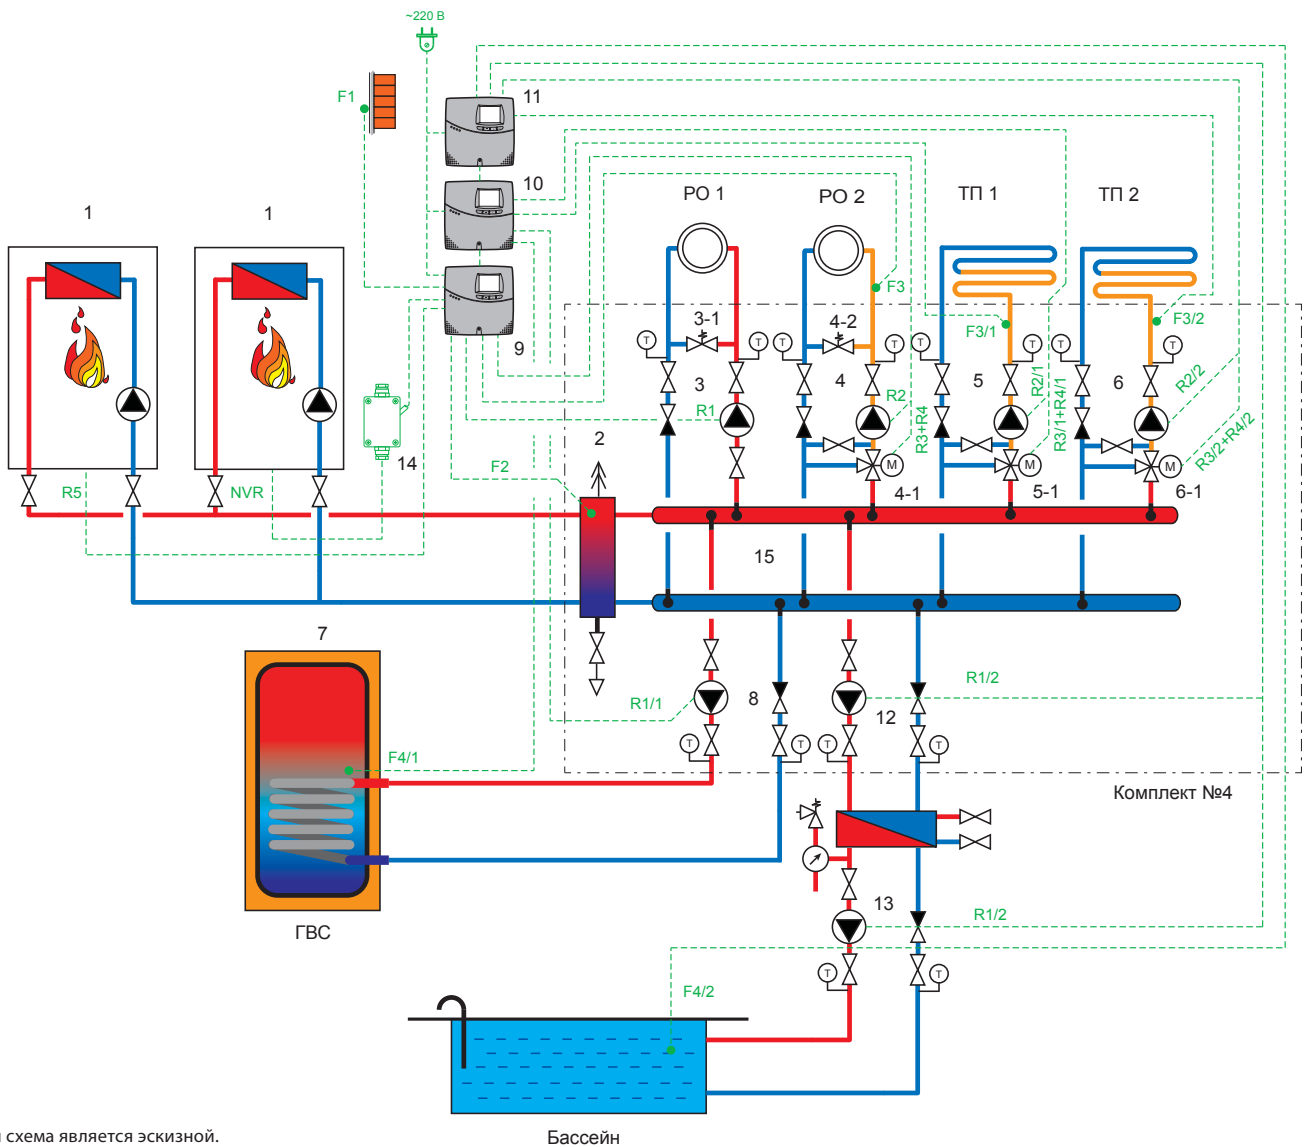 ~220 В
F1
11
10
9
1
1
РО 1
РО 2
ТП 1
ТП 2
F3
3-1
4-2
F3/1
F3/2
T
T
T
T
T
T
T
T
3
4
5
6
R1
R2
R3+R4
R2/1
R3/1+R4/1
R2/2
R3/2+R4/2
M
M
M
4-1
5-1
6-1
14
2
F2
R5
NVR
15
7
R1/1
8
12
R1/2
T
T
T
T
F4/1
Комплект №4
ГВС
13
R1/2
T
T
F4/2
схема является эскизной.
Бассейн